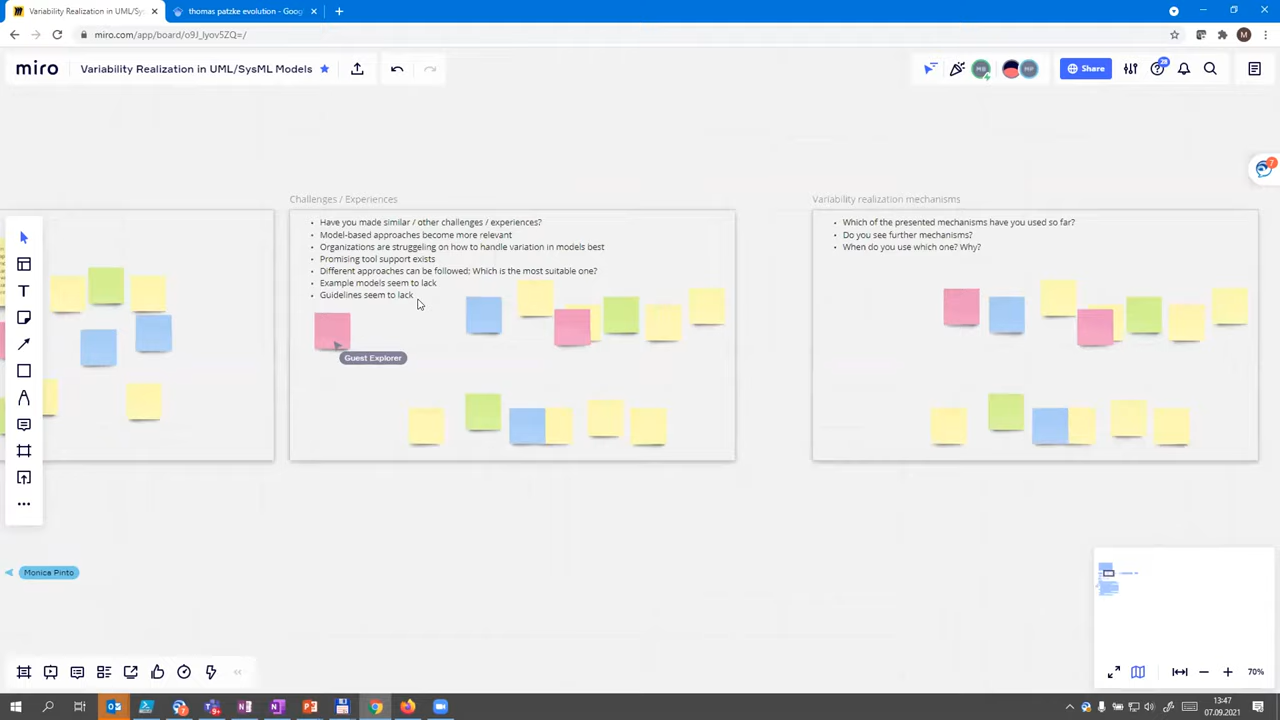 Variability Realization in UML/SysML
thomas patzke evolution - Goog
miro.com/app/board/o9J_lyov5ZQ=/
M
miro
Variability Realization in UML/SysML Models
MB
MP
Share
28
7
Challenges / Experiences
Have you made similar / other challenges / experiences?
Model-based approaches become more relevant
Organizations are struggeling on how to handle variation in models best
Promising tool support exists
Different approaches can be followed; Which is the most suitable one?
Example models seem to lack
Guidelines seem to lack
Guest Explorer
Variability realization mechanisms
Which of the presented mechanisms have you used so far?
Do you see further mechanisms?
When do you use which one? Why?
Monica Pinto
70%
13:47
07.09.2021